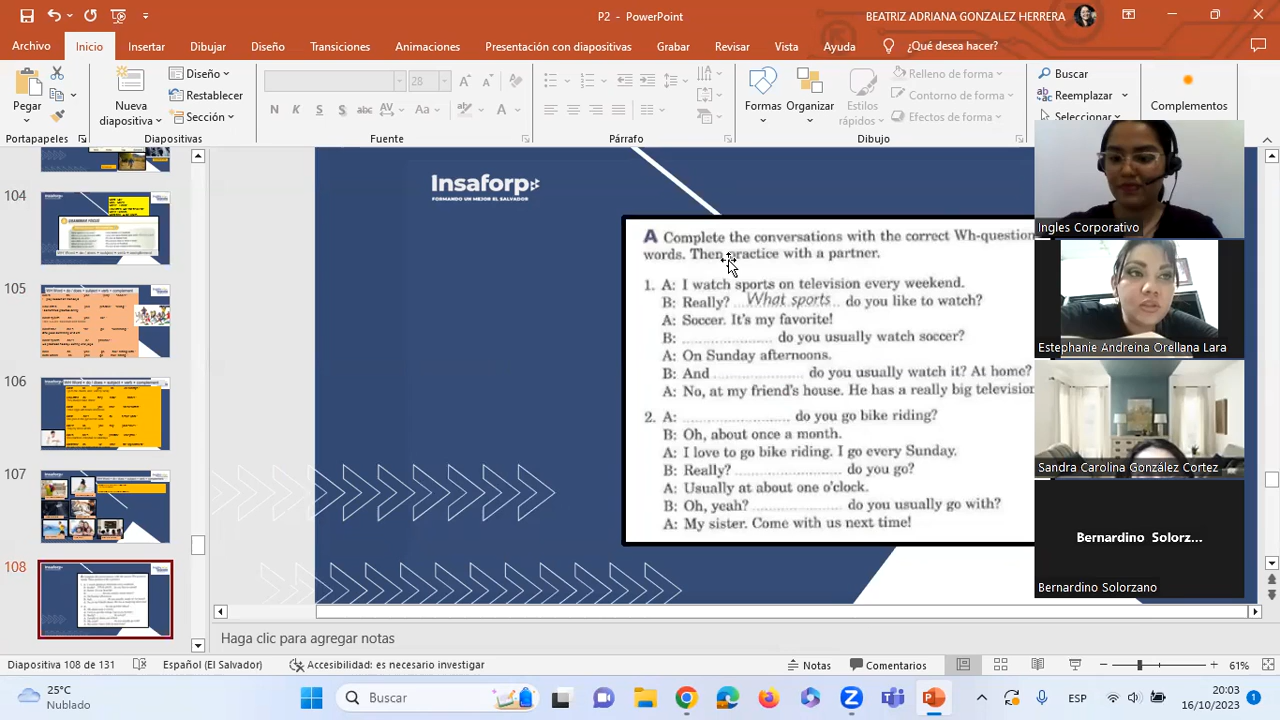 P2 - PowerPoint
BEATRIZ ADRIANA GONZALEZ HERRERA
Archivo
Inicio
Insertar
Dibujar
Diseño
Transiciones
Animaciones
Presentación con diapositivas
Grabar
Revisar
Vista
Ayuda
¿Qué desea hacer?
Pegar
Portapapeles
Nueva
diapositiva
Diseño
Restablecer
Sección
Diapositivas
28
N K S S abc AV Aa A
Fuente
Párrafo
Formas
Organizar
Estilos
rápidos
Relleno de forma
Contorno de forma
Efectos de forma
Dibujo
Buscar
Reemplazar
Seleccionar
Complementos
104
105
106
107
108
Insaforp
FORMANDO UN MEJOR EL SALVADOR
A Complete the conversations with the correct Wh-question
words. Then practice with a partner.
1. A: I watch every weekend.
B: Really? What do you like to watch?
A: Soccer. It's my favorite!
B: do you usually watch soccer?
A: On Sunday afternoons.
B: And do you usually watch it? At home?
A: No, at my friend's house. He has a really big television
2. A: do you go bike riding?
B: Oh, about once a month.
A: I love to go bike riding. I go every Sunday.
B: Really? do you go?
A: Usually at about one o'clock.
B: Oh, yeah? do you usually go with?
A: My sister. Come with us next time!
Ingles Corporativo
Estephanie Andreina Orellana Lara
Sandra Carolina González Cortez
Bernardino Solorz...
Bernardino Solorzano
Haga clic para agregar notas
Diapositiva 108 de 131
Español (El Salvador)
Accesibilidad: es necesario investigar
Notas
Comentarios
61%
25°C
Nublado
Buscar
ESP
20:03
16/10/2023
1